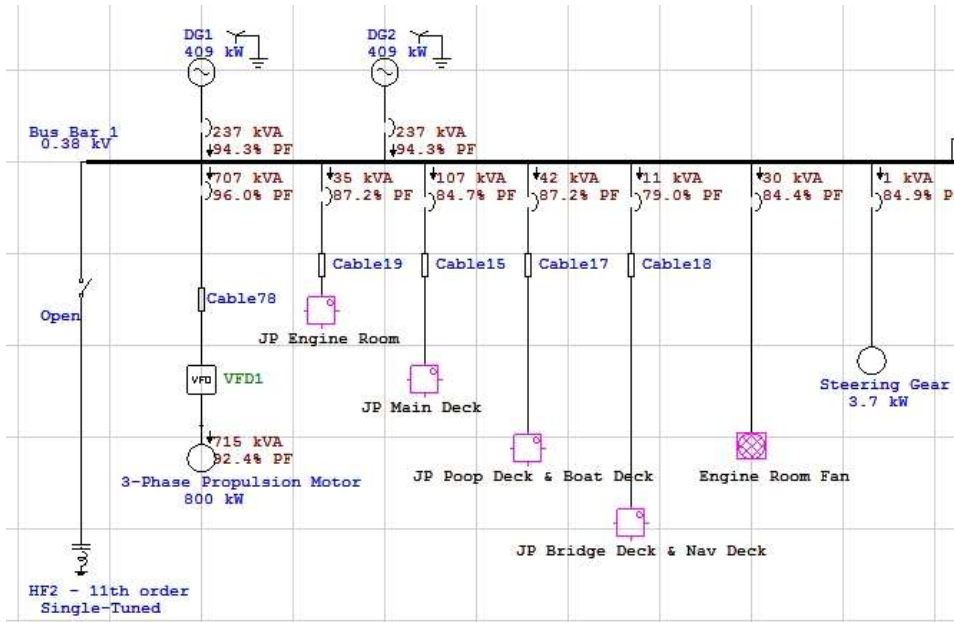 DG1
409 kW
DG2
409 kW
Bus Bar 1
0.38 kV
237 kVA
94.3% PF
237 kVA
94.3% PF
707 kVA
96.0% PF
35 kVA
87.2% PF
107 kVA
84.7% PF
42 kVA
87.2% PF
11 kVA
79.0% PF
30 kVA
84.4% PF
1 kVA
84.9% P
Cable19
Cable15
Cable17
Cable18
Cable78
Open
JP Engine Room
VFD
VFD1
JP Main Deck
Steering Gear
3.7 kW
715 kVA
92.4% PF
3-Phase Propulsion Motor
800 kW
JP Poop Deck & Boat Deck
Engine Room Fan
JP Bridge Deck & Nav Deck
HF2 - 11th order
Single-Tuned